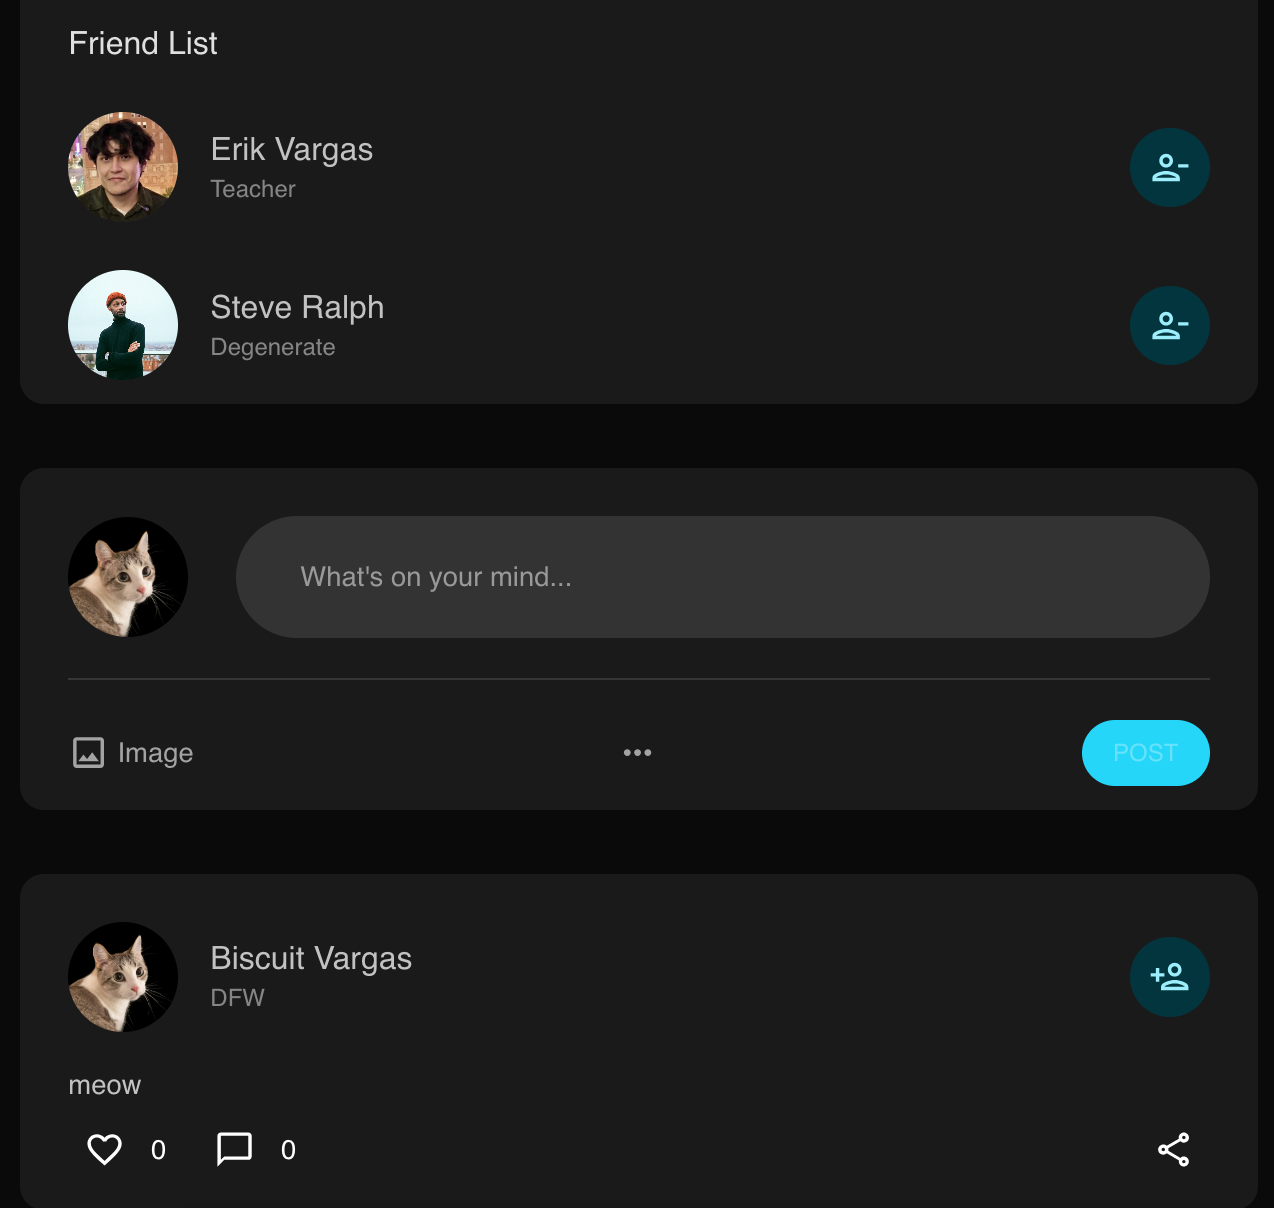 Friend List
Erik Vargas
Teacher
Steve Ralph
Degenerate
What's on your mind...
Image
POST
Biscuit Vargas
DFW
meow
0 0